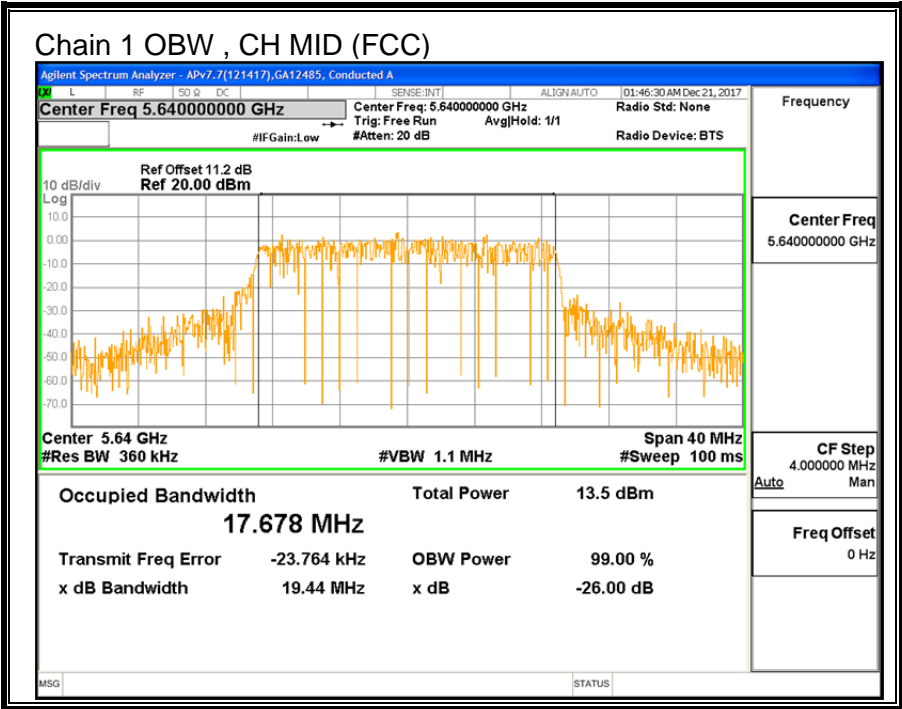 Chain 1 OBW , CH MID (FCC)
Agilent Spectrum Analyzer - APv7.7(121417),GA12485, Conducted A
LXI L RF 50 Ω DC SENSE:INT ALIGN AUTO 01:46:30 AM Dec 21, 2017
Center Freq 5.640000000 GHz
Center Freq: 5.640000000 GHz
Radio Std: None
Trig: Free Run Avg|Hold: 1/1
#IFGain:Low
#Atten: 20 dB
Radio Device: BTS
Frequency
Ref Offset 11.2 dB
10 dB/div Ref 20.00 dBm
Log
10.0
0.00
-10.0
-20.0
-30.0
-40.0
-50.0
-60.0
-70.0
Center 5.64 GHz Span 40 MHz
#Res BW 360 kHz #VBW 1.1 MHz #Sweep 100 ms
Center Freq
5.640000000 GHz
CF Step
4.000000 MHz
Auto Man
Freq Offset
0 Hz
Occupied Bandwidth Total Power 13.5 dBm
17.678 MHz
Transmit Freq Error -23.764 kHz OBW Power 99.00 %
x dB Bandwidth 19.44 MHz x dB -26.00 dB
MSG STATUS